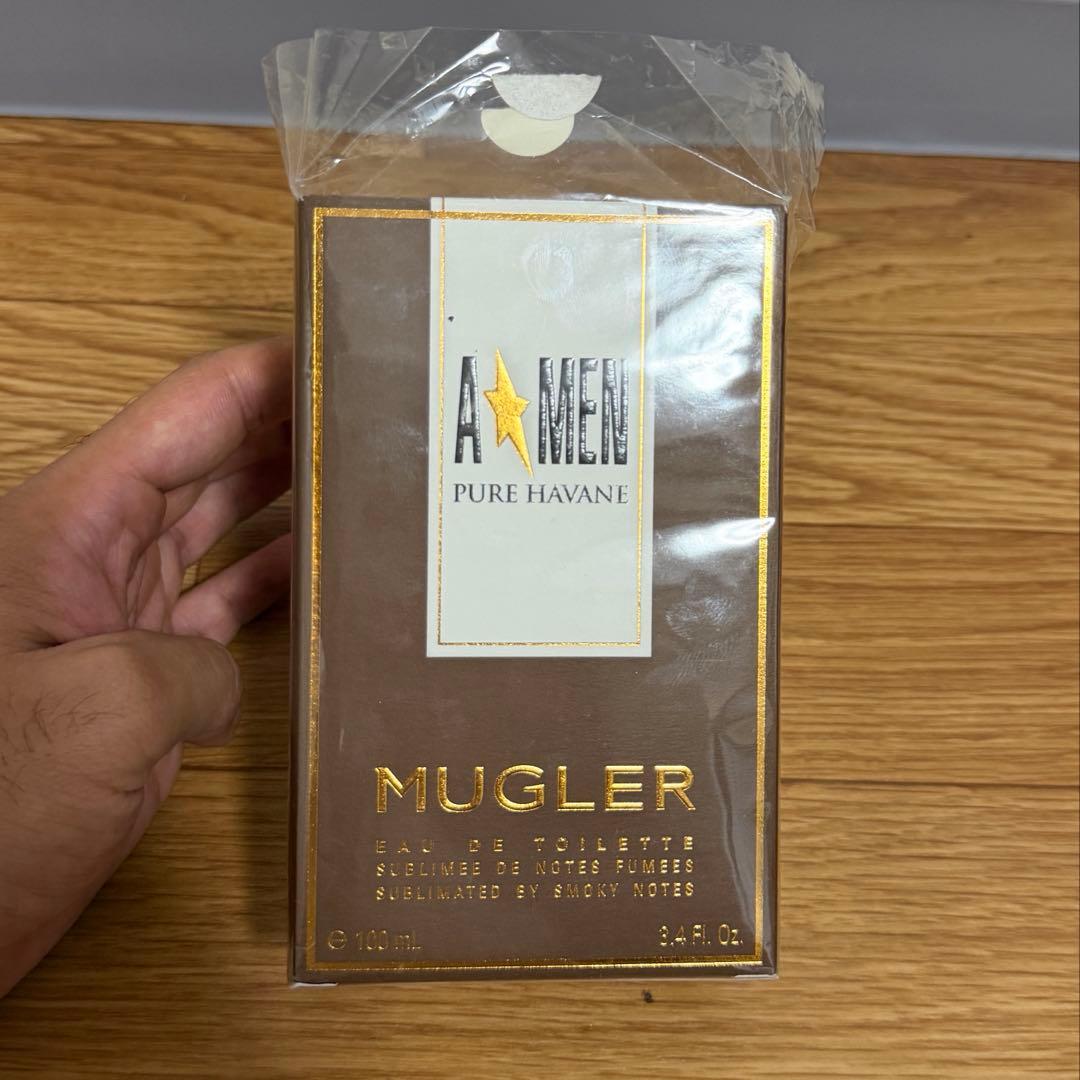 A★MEN
PURE HAVANE
MUGLER
EAU DE TOILETTE
SUBLIMEE DE NOTES FUMEES
SUBLIMATED BY SMOKY NOTES
℮ 100 mL 3.4 Fl. Oz.